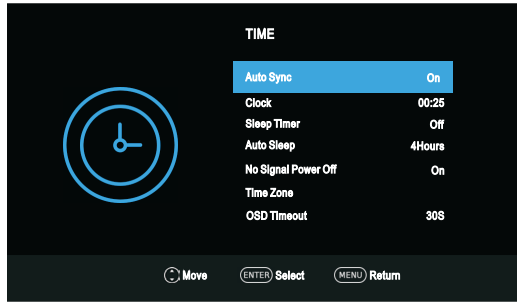 TIME
Auto Sync On
Clock 00:25
Sleep Timer Off
Auto Sleep 4Hours
No Signal Power Off On
Time Zone
OSD Timeout 30S
Move ENTER Select MENU Return